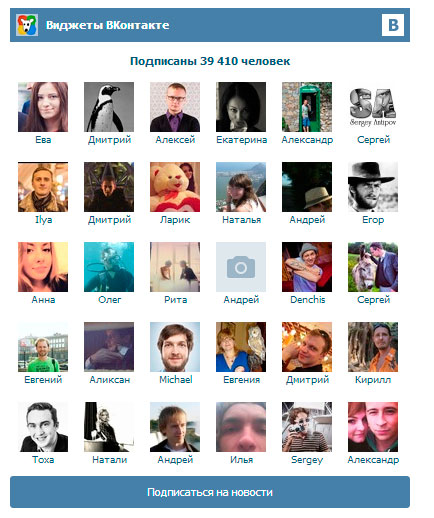 Виджеты ВКонтакте
B
Подписаны 39 410 человек
SA
Sergey Antipov
Ева Дмитрий Алексей Екатерина Александр Сергей
Ilya Дмитрий Ларик Наталья Андрей Егор
Анна Олег Рита Андрей Denchis Сергей
Евгений Аликсан Michael Евгения Дмитрий Кирилл
Тоха Натали Андрей Илья Sergey Александр
Подписаться на новости